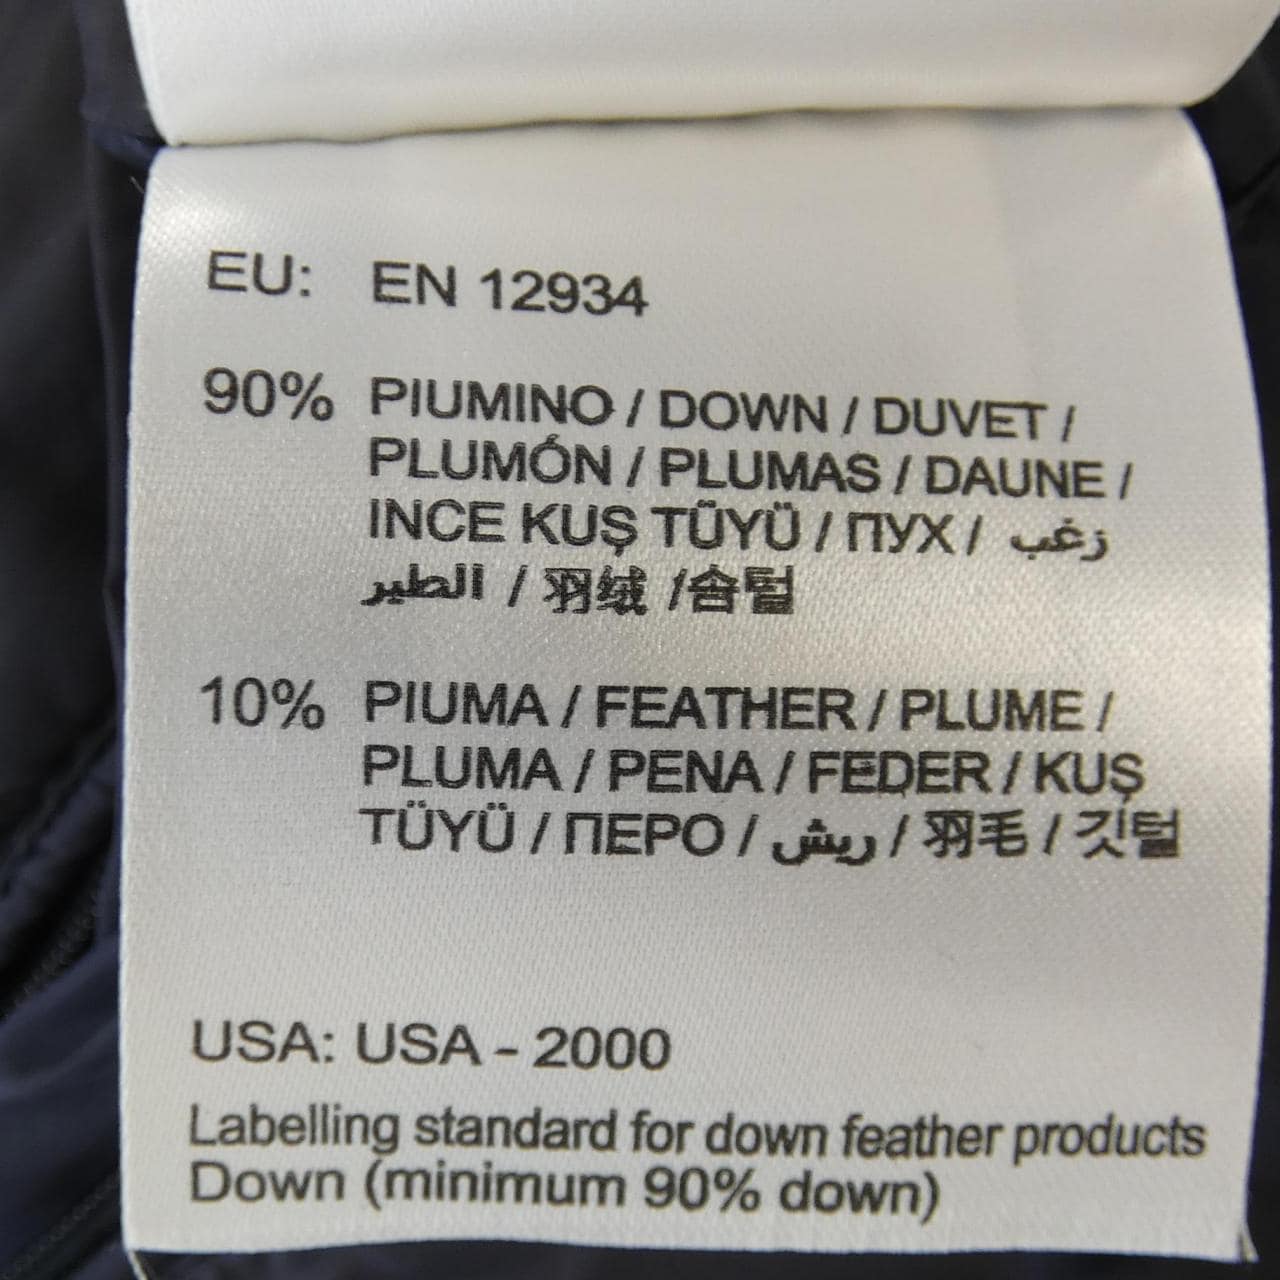 EU: EN 12934
90% PIUMINO / DOWN / DUVET /
PLUMÓN / PLUMAS / DAUNE /
INCE KUŞ TÜYÜ / ПУХ / زغب
الطير / 羽绒 /솜털
10% PIUMA / FEATHER / PLUME /
PLUMA / PENA / FEDER / KUŞ
TÜYÜ / ПЕРО / ريش / 羽毛 / 깃털
USA: USA - 2000
Labelling standard for down feather products
Down (minimum 90% down)